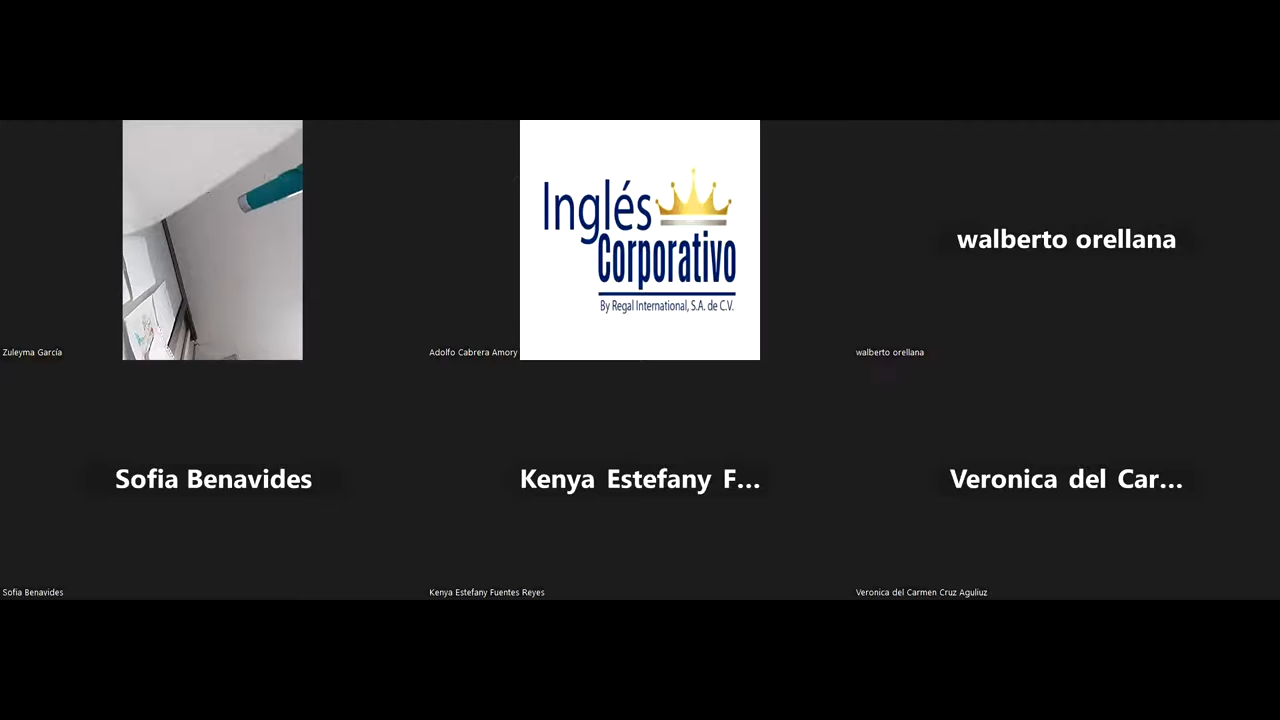 Inglés
Corporativo
By Regal International, S.A. de C.V.
walberto orellana
Zuleyma García
Adolfo Cabrera Amory
walberto orellana
Sofia Benavides
Kenya Estefany F...
Veronica del Car...
Sofia Benavides
Kenya Estefany Fuentes Reyes
Veronica del Carmen Cruz Aguliuz